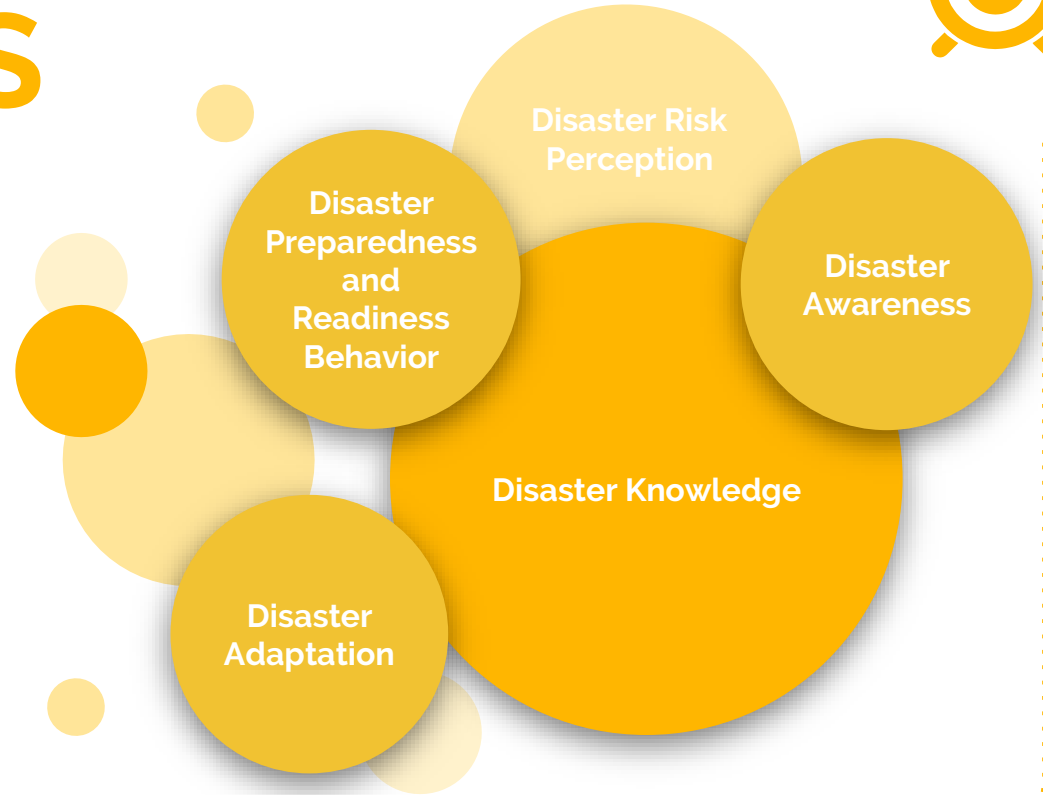 S
Disaster Risk
Perception
Disaster
Preparedness
and
Readiness
Behavior
Disaster
Awareness
Disaster Knowledge
Disaster
Adaptation